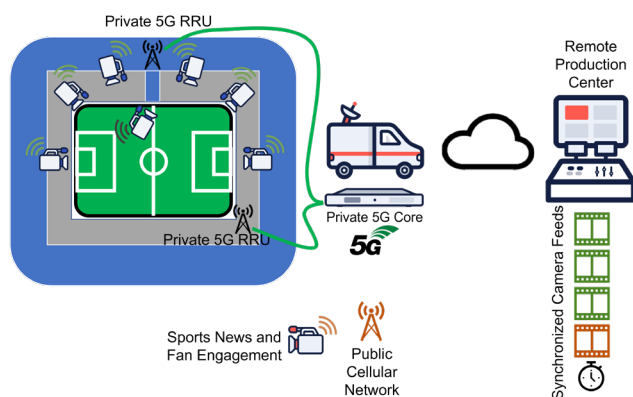 Private 5G RRU
Remote
Production
Center
Private 5G Core
5G
Private 5G RRU
Synchronized Camera Feeds
Sports News and
Fan Engagement
Public
Cellular
Network